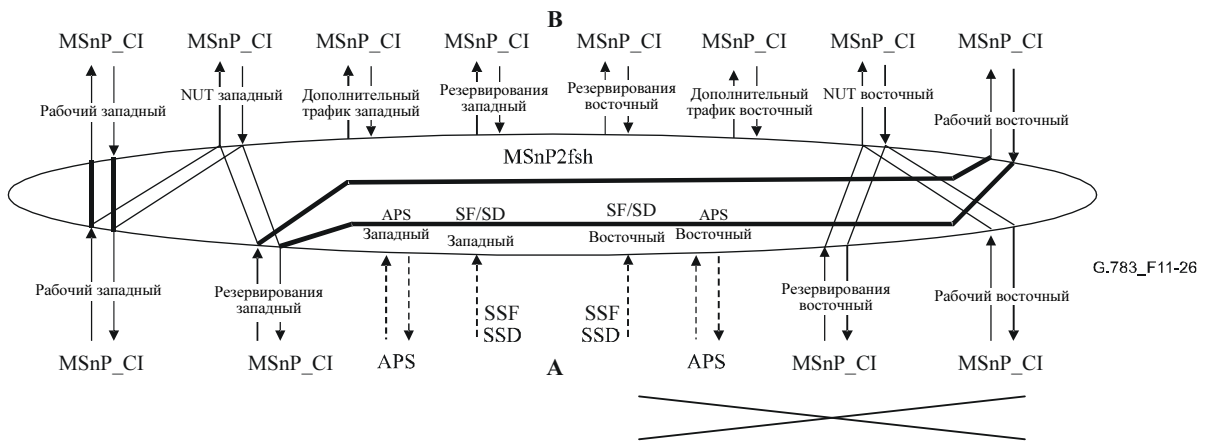 B
MSnP_CI MSnP_CI MSnP_CI MSnP_CI MSnP_CI MSnP_CI MSnP_CI MSnP_CI
Рабочий западный
NUT западный
Дополнительный
трафик западный
Резервирования
западный
Резервирования
восточный
Дополнительный
трафик восточный
NUT восточный
Рабочий восточный
MSnP2fsh
APS
Западный
SF/SD
Западный
SF/SD
Восточный
APS
Восточный
G.783_F11-26
Рабочий западный
Резервирования
западный
SSF
SSD
SSF
SSD
Резервирования
восточный
Рабочий восточный
MSnP_CI MSnP_CI APS A APS MSnP_CI MSnP_CI